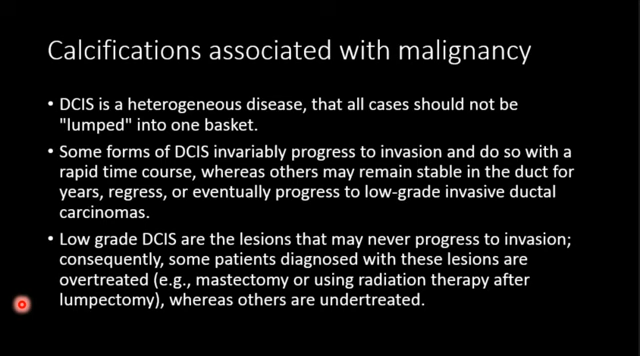 Calcifications associated with malignancy
• DCIS is a heterogeneous disease, that all cases should not be
"lumped" into one basket.
• Some forms of DCIS invariably progress to invasion and do so with a
rapid time course, whereas others may remain stable in the duct for
years, regress, or eventually progress to low-grade invasive ductal
carcinomas.
• Low grade DCIS are the lesions that may never progress to invasion;
consequently, some patients diagnosed with these lesions are
overtreated (e.g., mastectomy or using radiation therapy after
lumpectomy), whereas others are undertreated.